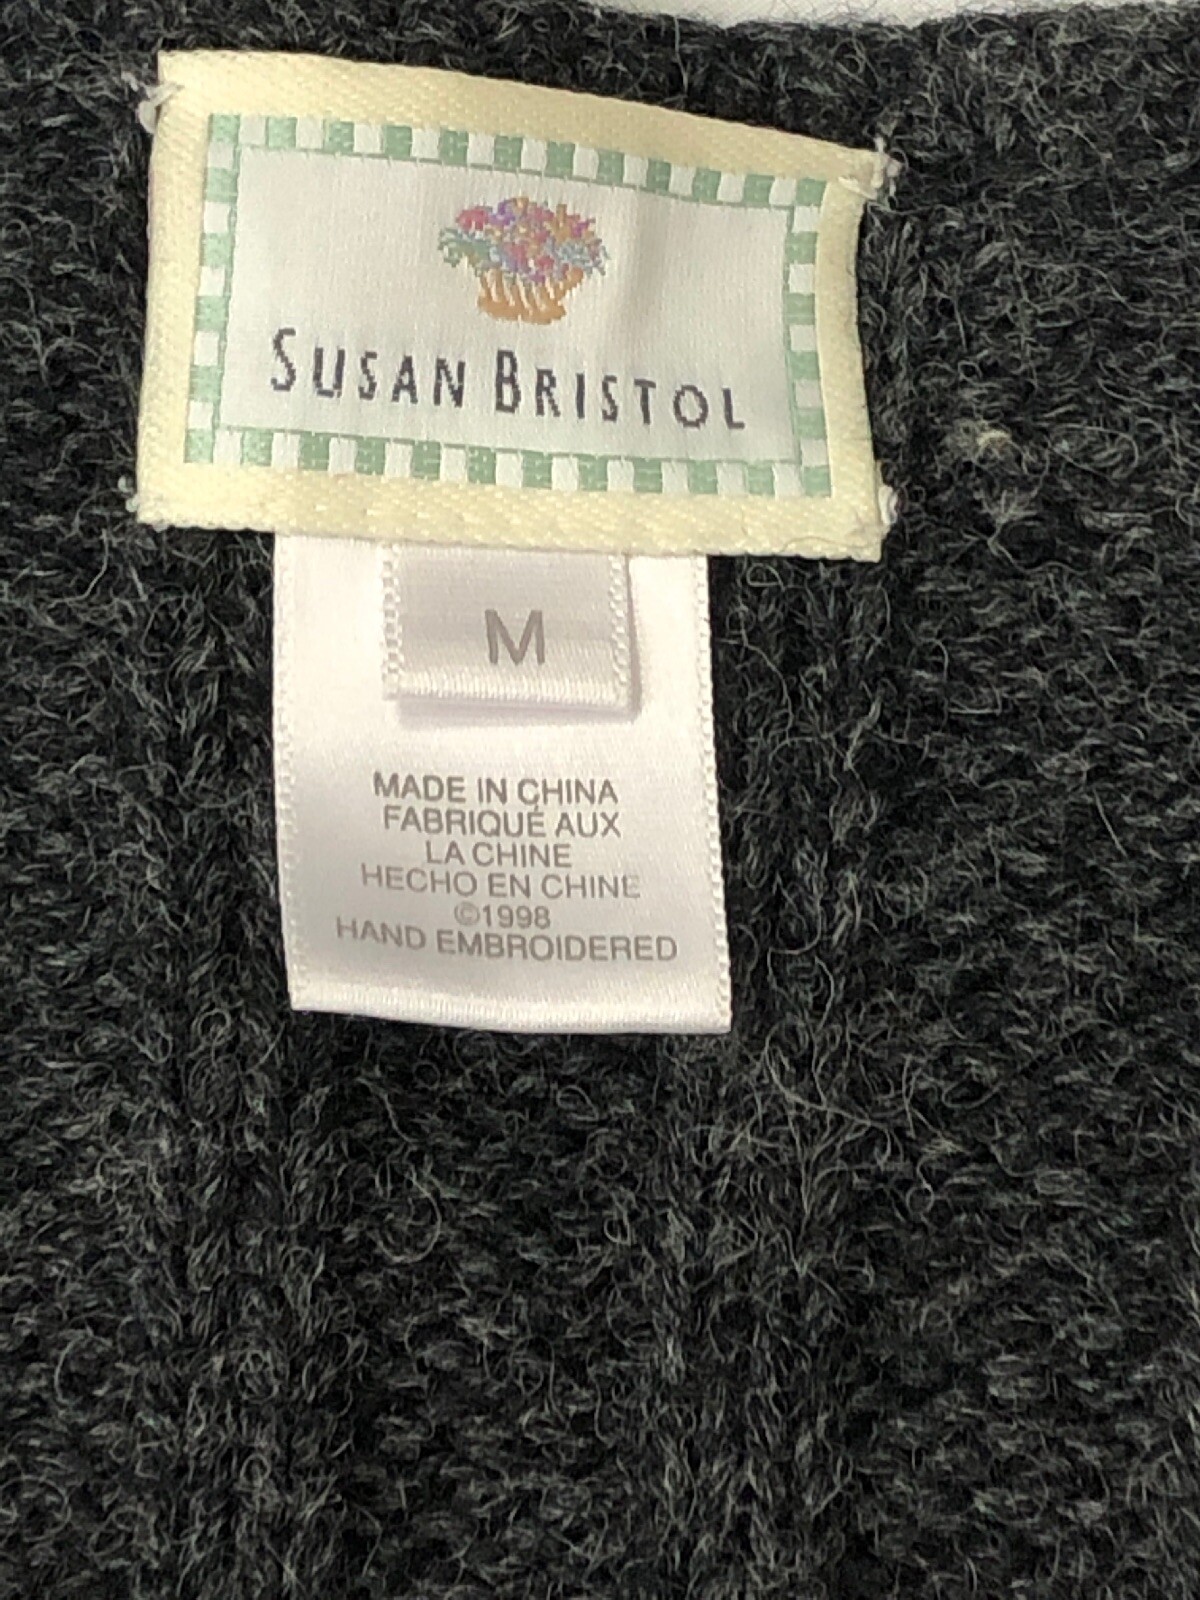 SUSAN BRISTOL
M
MADE IN CHINA
FABRIQUÉ AUX
LA CHINE
HECHO EN CHINE
©1998
HAND EMBROIDERED